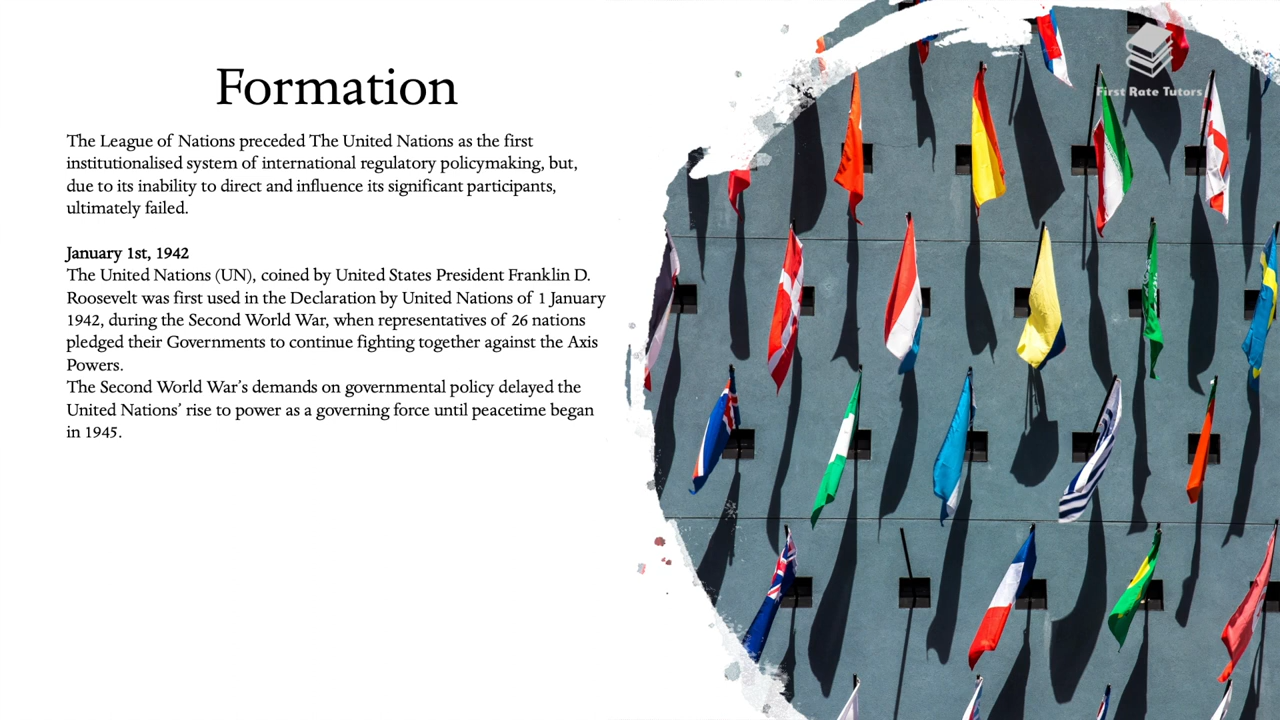 Formation
The League of Nations preceded The United Nations as the first
institutionalised system of international regulatory policymaking, but,
due to its inability to direct and influence its significant participants,
ultimately failed.
January 1st, 1942
The United Nations (UN), coined by United States President Franklin D.
Roosevelt was first used in the Declaration by United Nations of 1 January
1942, during the Second World War, when representatives of 26 nations
pledged their Governments to continue fighting together against the Axis
Powers.
The Second World War’s demands on governmental policy delayed the
United Nations’ rise to power as a governing force until peacetime began
in 1945.
First Rate Tutors